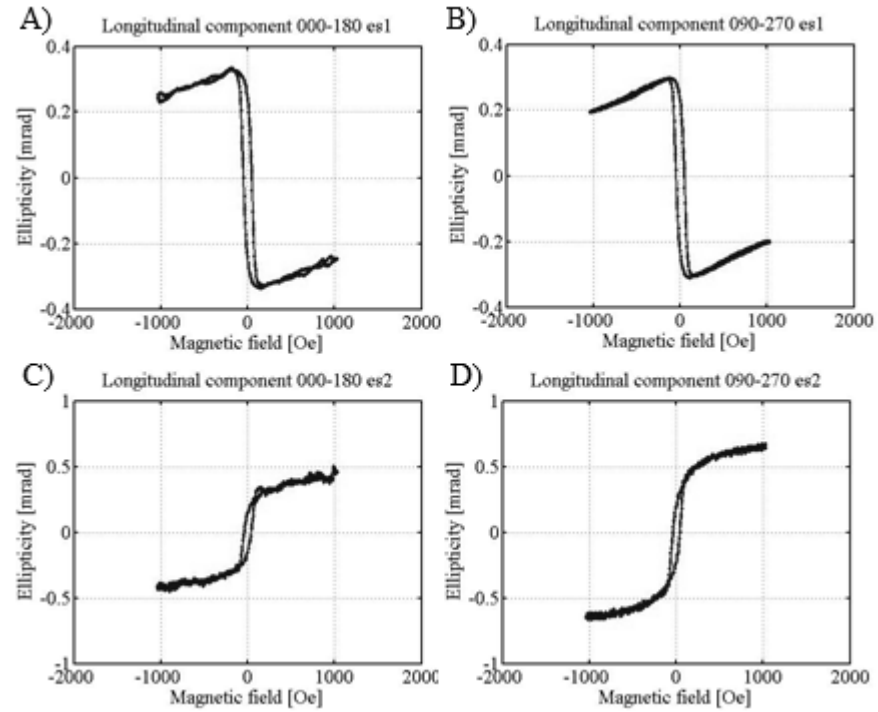 A)
Longitudinal component 000-180 es1
0.4
0.2
0
-0.2
-0.4
Ellipticity [mrad]
-2000 -1000 0 1000 2000
Magnetic field [Oe]
B)
Longitudinal component 090-270 es1
0.4
0.2
0
-0.2
-0.4
Ellipticity [mrad]
-2000 -1000 0 1000 2000
Magnetic field [Oe]
C)
Longitudinal component 000-180 es2
1
0.5
0
-0.5
-1
Ellipticity [mrad]
-2000 -1000 0 1000 2000
Magnetic field [Oe]
D)
Longitudinal component 090-270 es2
1
0.5
0
-0.5
-1
Ellipticity [mrad]
-2000 -1000 0 1000 2000
Magnetic field [Oe]